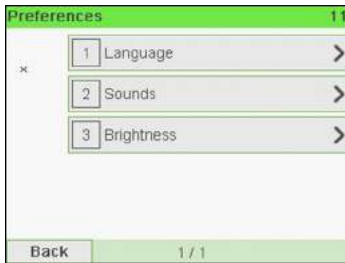 Preferences 11
1 Language
2 Sounds
3 Brightness
Back 1 / 1